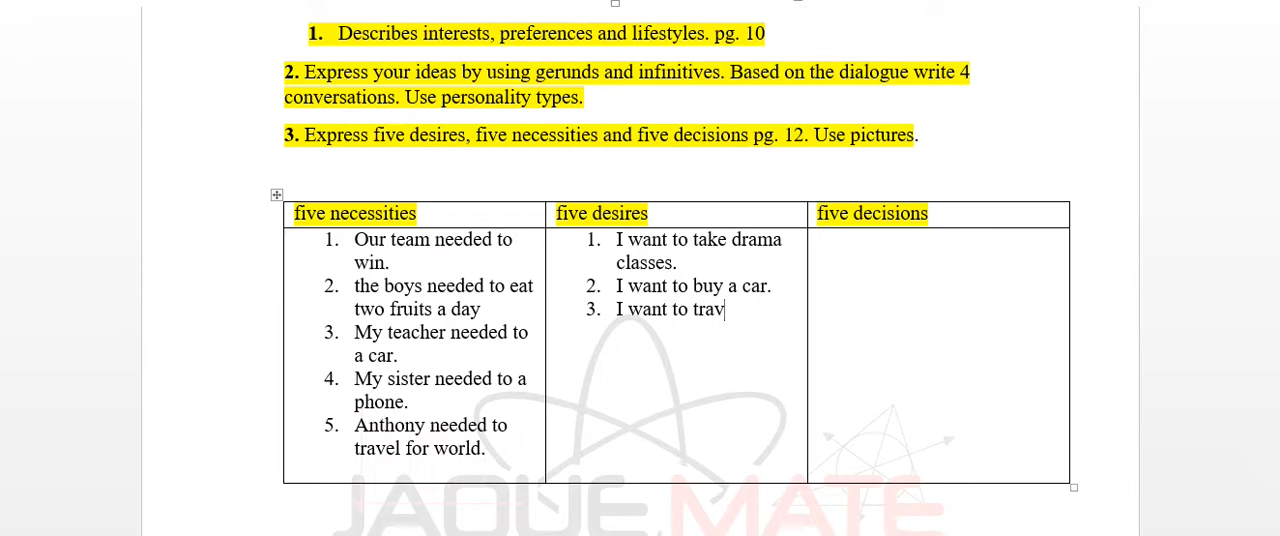 1. Describes interests, preferences and lifestyles. pg. 10
2. Express your ideas by using gerunds and infinitives. Based on the dialogue write 4
conversations. Use personality types.
3. Express five desires, five necessities and five decisions pg. 12. Use pictures.
five necessities
1. Our team needed to
win.
2. the boys needed to eat
two fruits a day
3. My teacher needed to
a car.
4. My sister needed to a
phone.
5. Anthony needed to
travel for world.
five desires
1. I want to take drama
classes.
2. I want to buy a car.
3. I want to trav
five decisions
JAQUE MATE